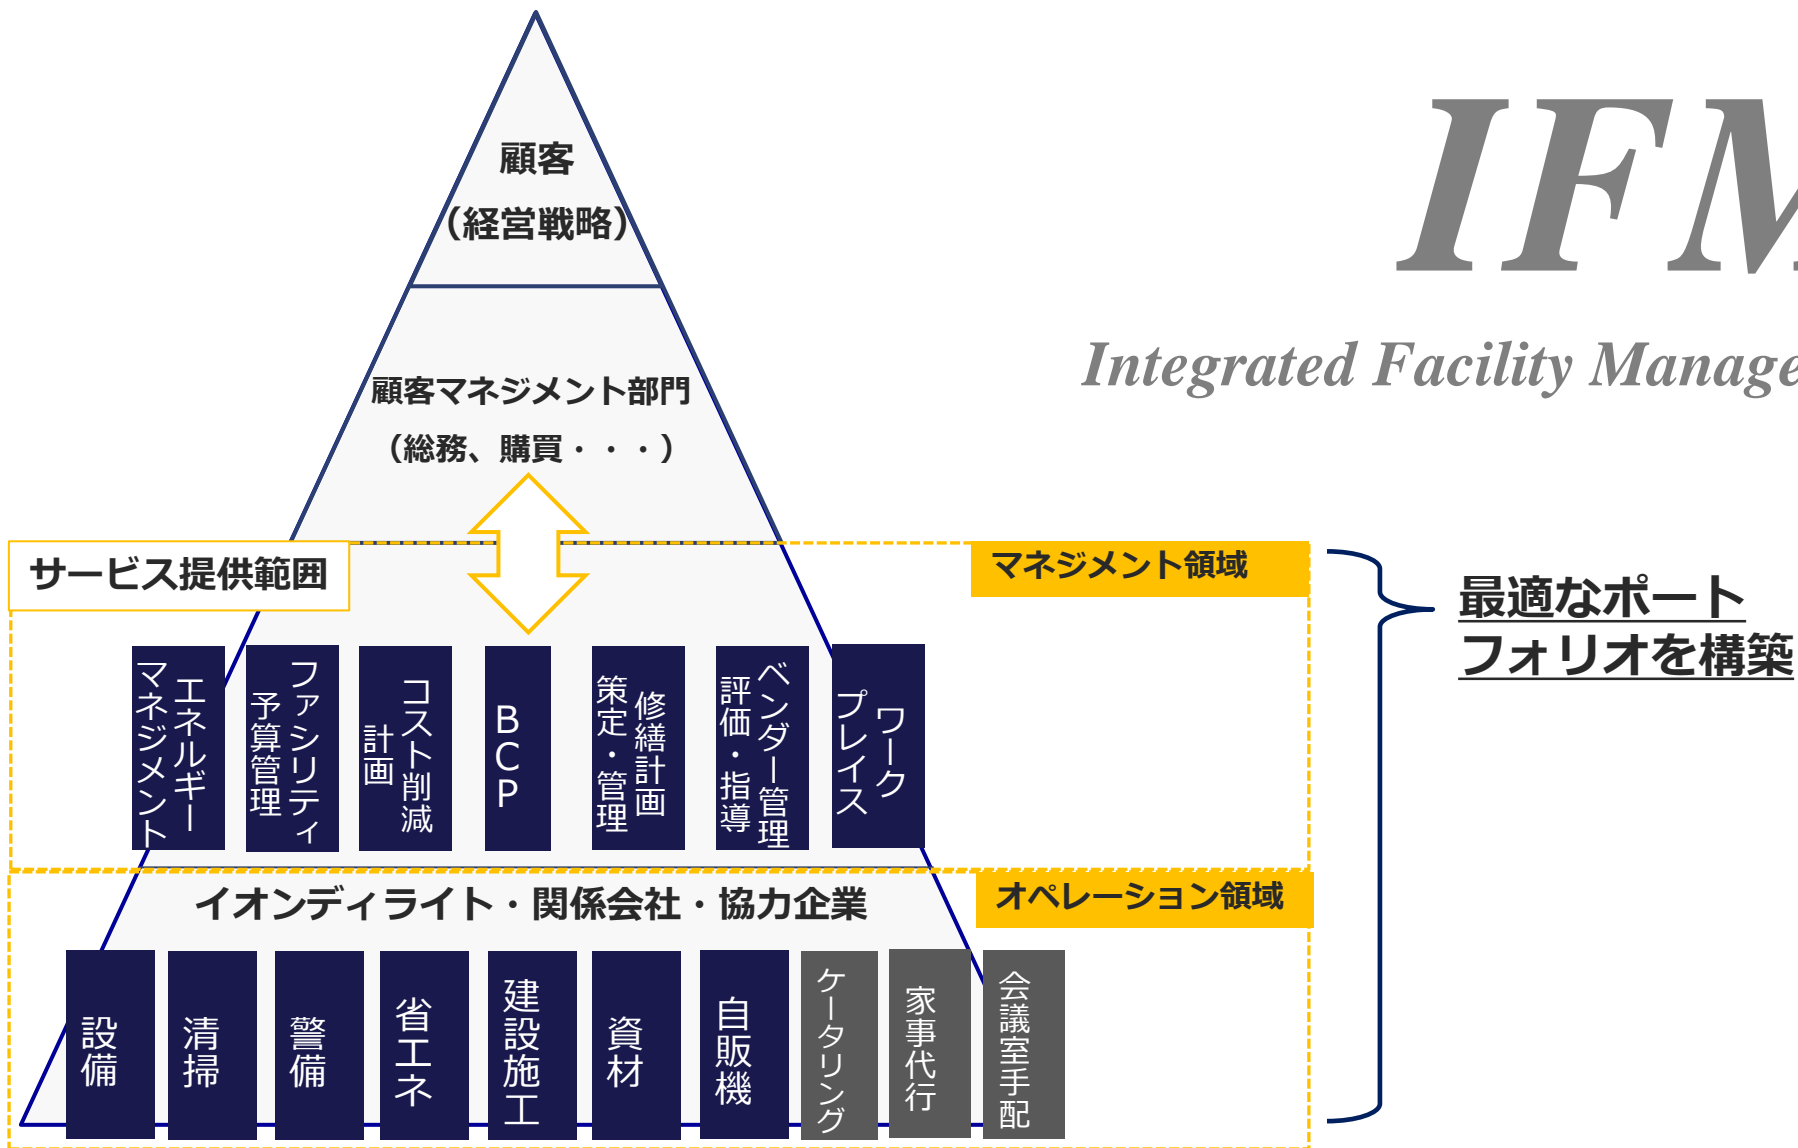 顧客
（経営戦略）
IFM
Integrated Facility Manage
顧客マネジメント部門
（総務、購買・・・）
サービス提供範囲
マネジメント領域
最適なポート
フォリオを構築
エネルギー
マネジメント
ファシリティ
予算管理
コスト削減
計画
BCP
修繕計画
策定・管理
ベンダー管理
評価・指導
ワーク
プレイス
イオンディライト・関係会社・協力企業
オペレーション領域
設備
清掃
警備
省エネ
建設施工
資材
自販機
ケータリング
家事代行
会議室手配